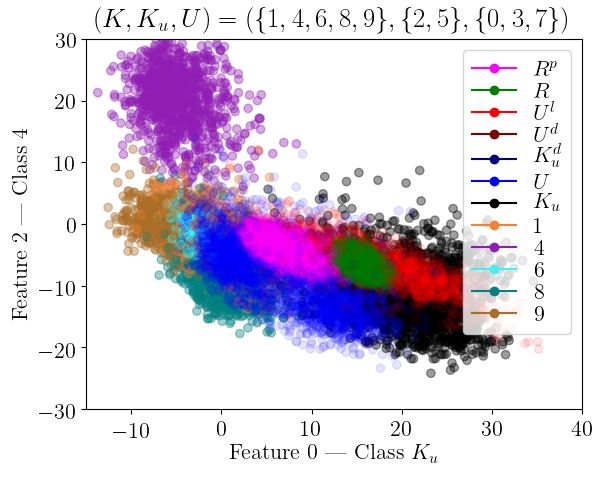 (K, K_u, U) = ({1, 4, 6, 8, 9}, {2, 5}, {0, 3, 7})
30
20
10
0
−10
−20
−30
Feature 2 — Class 4
R^p
R
U^l
U^d
K_u^d
U
K_u
1
4
6
8
9
−10
0
10
20
30
40
Feature 0 — Class K_u